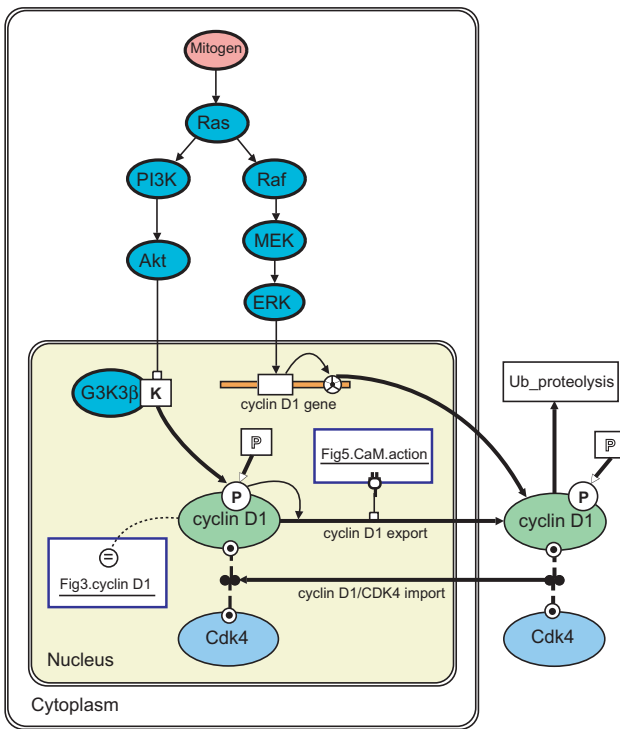 Mitogen
Ras
PI3K
Raf
Akt
MEK
ERK
G3K3β
K
cyclin D1 gene
Ub_proteolysis
ℙ
Fig5.CaM.action
ℙ
P
P
cyclin D1
cyclin D1
cyclin D1 export
=
Fig3.cyclin D1
cyclin D1/CDK4 import
Cdk4
Cdk4
Nucleus
Cytoplasm